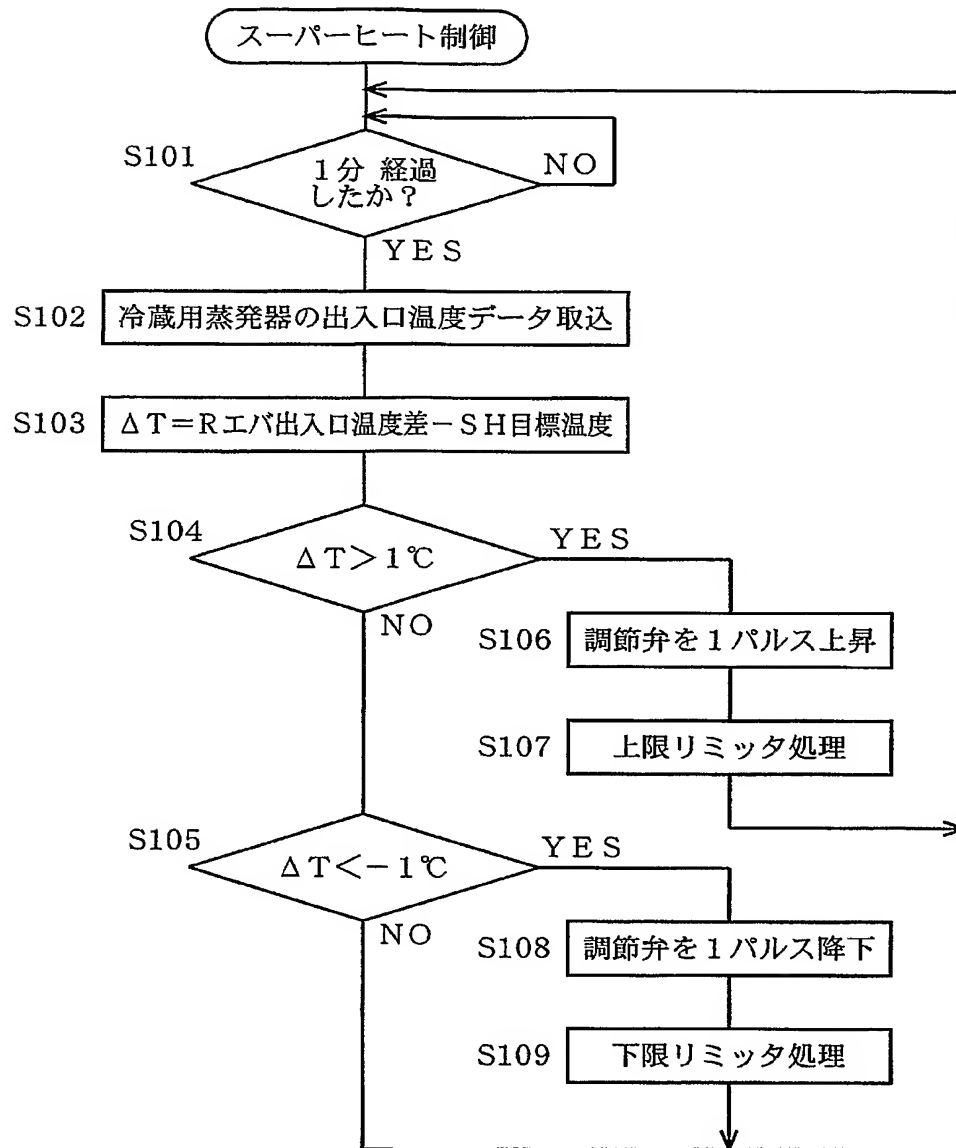 スーパーヒート制御
S101
1分 経過
したか?
NO
YES
S102
冷蔵用蒸発器の出入口温度データ取込
S103
ΔT=Rエバ出入口温度差-SH目標温度
S104
ΔT>1℃
YES
NO
S106
調節弁を1パルス上昇
S107
上限リミッタ処理
S105
ΔT<-1℃
YES
NO
S108
調節弁を1パルス降下
S109
下限リミッタ処理